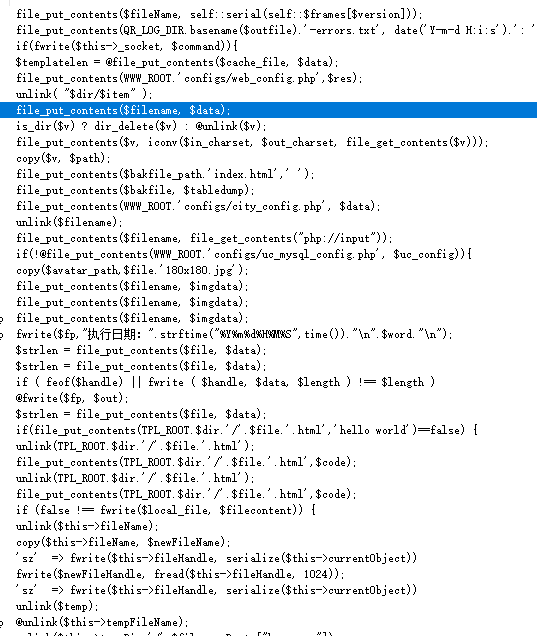 file_put_contents($fileName, self::serial(self::$frames[$version]));
file_put_contents(QR_LOG_DIR.basename($outfile).'-errors.txt', date('Y-m-d H:i:s').': '
if(fwrite($this->_socket, $command)){
$templatelen = @file_put_contents($cache_file, $data);
file_put_contents(WWW_ROOT.'configs/web_config.php',$res);
unlink( "$dir/$item" );
file_put_contents($filename, $data);
is_dir($v) ? dir_delete($v) : @unlink($v);
file_put_contents($v, iconv($in_charset, $out_charset, file_get_contents($v)));
copy($v, $path);
file_put_contents($bakfile_path.'index.html',' ');
file_put_contents($bakfile, $tabledump);
file_put_contents(WWW_ROOT.'configs/city_config.php', $data);
unlink($filename);
file_put_contents($filename, file_get_contents("php://input"));
if(!@file_put_contents(WWW_ROOT.'configs/uc_mysql_config.php', $uc_config)){
copy($avatar_path,$file.'180x180.jpg');
file_put_contents($filename, $imgdata);
file_put_contents($filename, $imgdata);
p file_put_contents($filename, $imgdata);
p fwrite($fp,"执行日期：".strftime("%Y%m%d%H%M%S",time())."\n".$word."\n");
$strlen = file_put_contents($file, $data);
$strlen = file_put_contents($file, $data);
if ( feof($handle) || fwrite ( $handle, $data, $length ) !== $length )
@fwrite($fp, $out);
$strlen = file_put_contents($file, $data);
if(file_put_contents(TPL_ROOT.$dir.'/'.$file.'.html','hello world')==false) {
unlink(TPL_ROOT.$dir.'/'.$file.'.html');
file_put_contents(TPL_ROOT.$dir.'/'.$file.'.html',$code);
unlink(TPL_ROOT.$dir.'/'.$file.'.html');
file_put_contents(TPL_ROOT.$dir.'/'.$file.'.html',$code);
if (false !== fwrite($local_file, $filecontent)) {
unlink($this->fileName);
copy($this->fileName, $newFileName);
'sz'  => fwrite($this->fileHandle, serialize($this->currentObject))
fwrite($newFileHandle, fread($this->fileHandle, 1024));
'sz'  => fwrite($this->fileHandle, serialize($this->currentObject))
unlink($temp);
p @unlink($this->tempFileName);